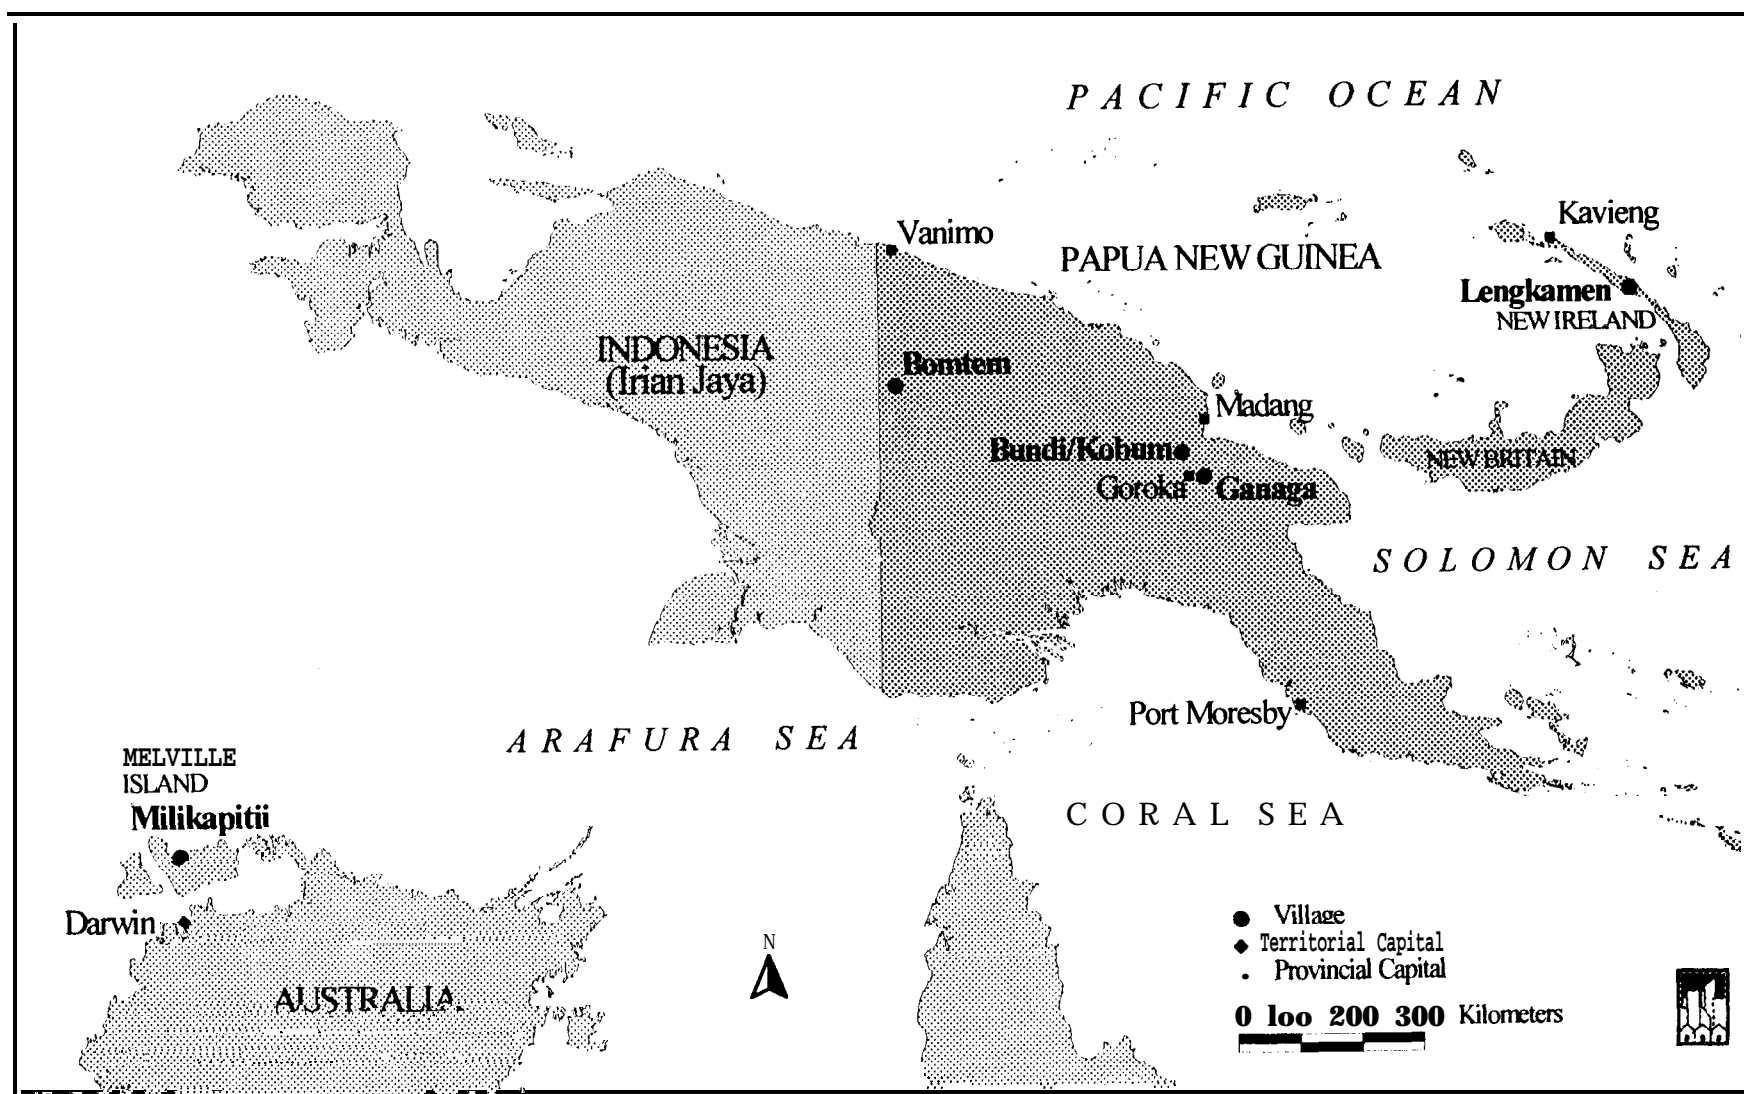 PACIFIC OCEAN
Kavieng
Vanimo
PAPUA NEW GUINEA
Lengkamen
NEW IRELAND
INDONESIA
(Irian Jaya)
Bomtem
Madang
Bundi/Kobum
NEW BRITAIN
Goroka
Ganaga
SOLOMON SEA
Port Moresby
ARAFURA SEA
MELVILLE
ISLAND
Milikapitii
CORAL SEA
Darwin
N
AUSTRALIA
Village
Territorial Capital
Provincial Capital
0 loo 200 300 Kilometers